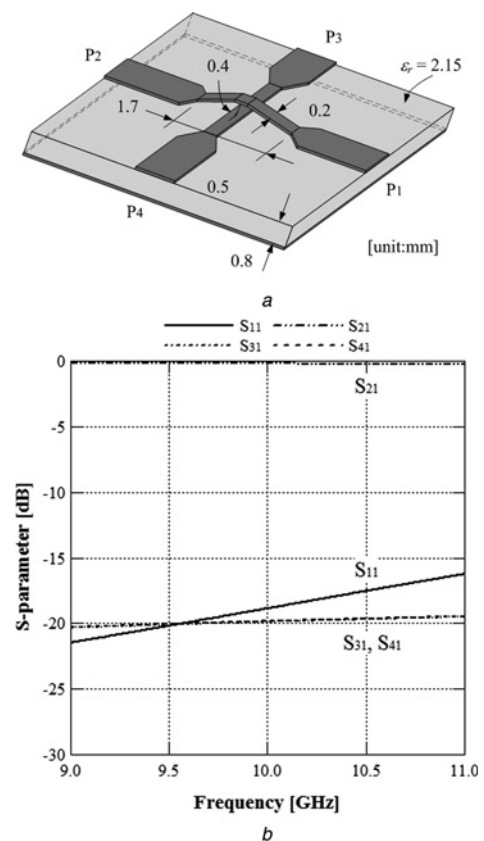 P3
P2
εr = 2.15
0.4
1.7
0.2
0.5
P1
P4
[unit:mm]
0.8
a
S11 S21
S31 S41
0
S21
-5
-10
-15
S11
-20
S31, S41
-25
-30
S-parameter [dB]
9.0 9.5 10.0 10.5 11.0
Frequency [GHz]
b